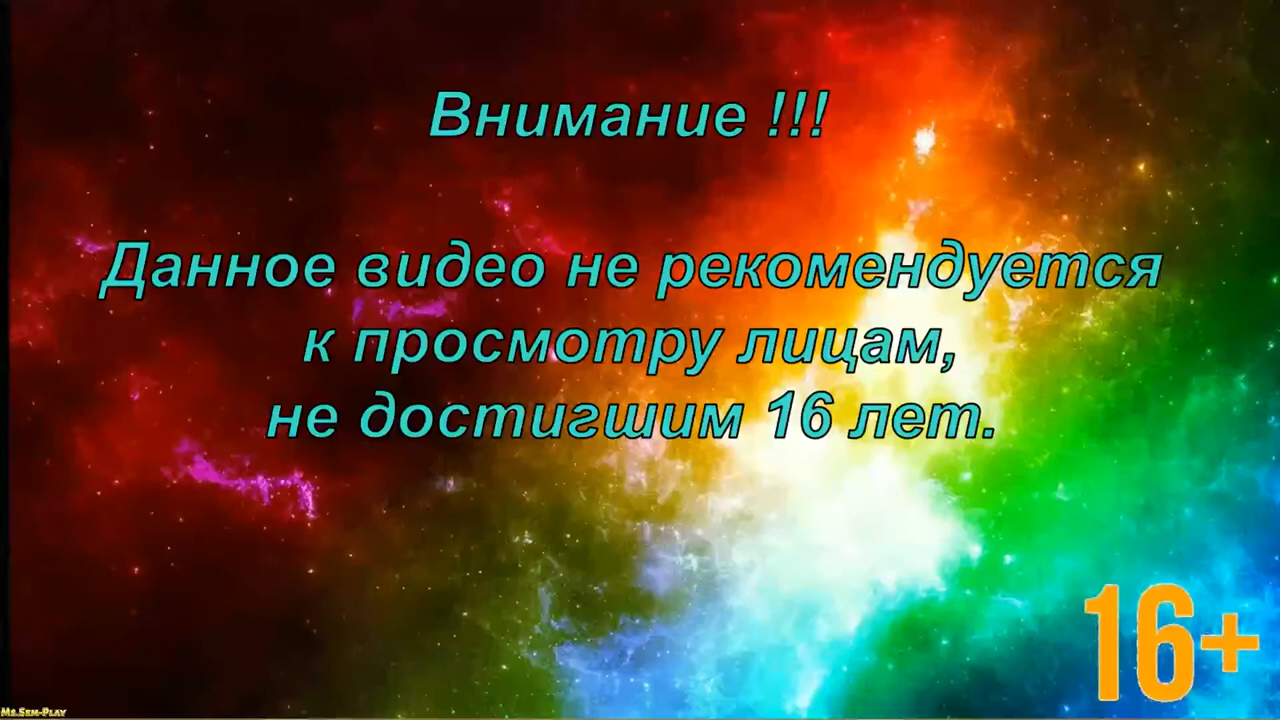 Внимание !!!
Данное видео не рекомендуется
к просмотру лицам,
не достигшим 16 лет.
16+
Ms.Sem-Play